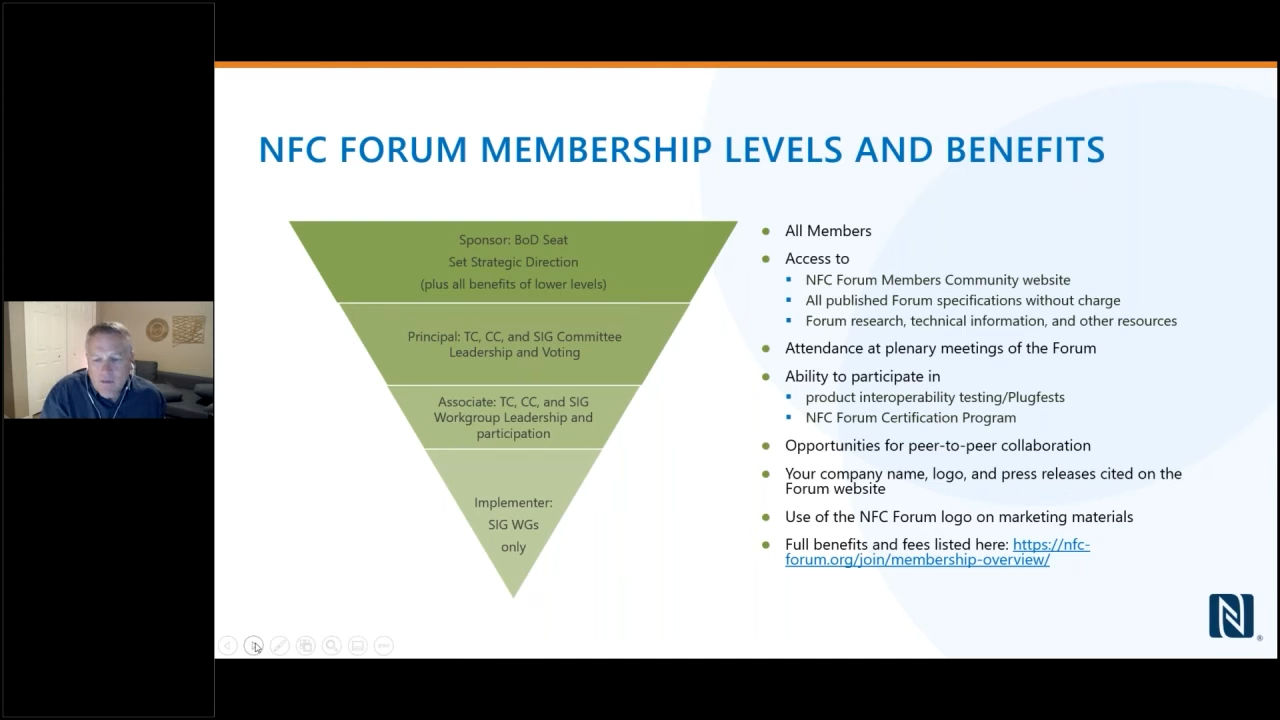 NFC FORUM MEMBERSHIP LEVELS AND BENEFITS
Sponsor: BoD Seat
Set Strategic Direction
(plus all benefits of lower levels)
Principal: TC, CC, and SIG Committee
Leadership and Voting
Associate: TC, CC, and SIG
Workgroup Leadership and
participation
Implementer:
SIG WGs
only
All Members
Access to
NFC Forum Members Community website
All published Forum specifications without charge
Forum research, technical information, and other resources
Attendance at plenary meetings of the Forum
Ability to participate in
product interoperability testing/Plugfests
NFC Forum Certification Program
Opportunities for peer-to-peer collaboration
Your company name, logo, and press releases cited on the
Forum website
Use of the NFC Forum logo on marketing materials
Full benefits and fees listed here: https://nfc-
forum.org/join/membership-overview/